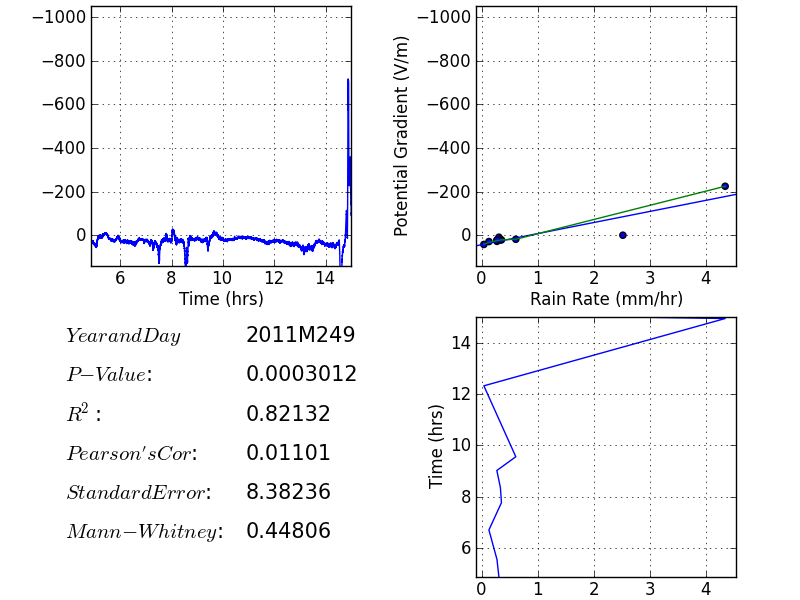 −1000
−800
−600
−400
−200
0
6 8 10 12 14
Time (hrs)
Potential Gradient (V/m)
−1000
−800
−600
−400
−200
0
0 1 2 3 4
Rain Rate (mm/hr)
YearandDay 2011M249
P−Value: 0.0003012
R²: 0.82132
Pearson'sCor: 0.01101
StandardError: 8.38236
Mann−Whitney: 0.44806
Time (hrs)
14
12
10
8
6
0 1 2 3 4